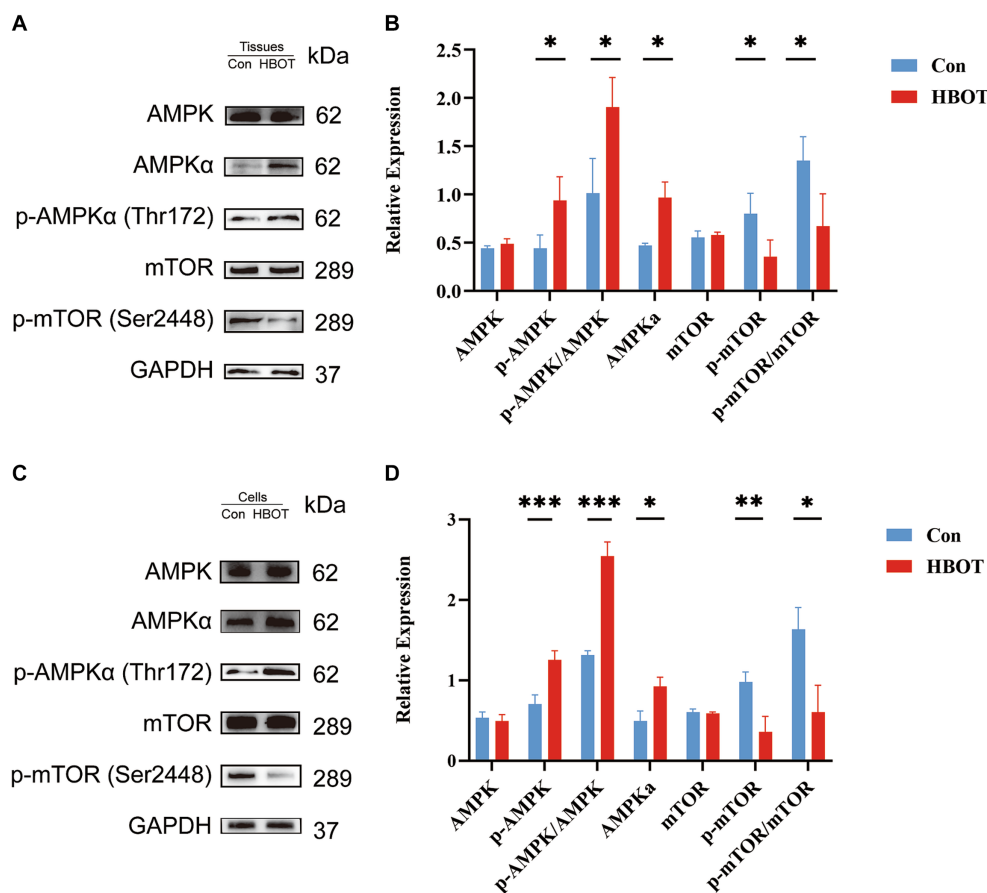 A
Tissues
Con HBOT
kDa
AMPK 62
AMPKα 62
p-AMPKα (Thr172) 62
mTOR 289
p-mTOR (Ser2448) 289
GAPDH 37
B
* * * * *
2.5
2.0
1.5
1.0
0.5
0.0
Relative Expression
AMPK
p-AMPK
p-AMPK/AMPK
AMPKa
mTOR
p-mTOR
p-mTOR/mTOR
Con
HBOT
C
Cells
Con HBOT
kDa
AMPK 62
AMPKα 62
p-AMPKα (Thr172) 62
mTOR 289
p-mTOR (Ser2448) 289
GAPDH 37
D
*** *** * ** *
3
2
1
0
Relative Expression
AMPK
p-AMPK
p-AMPK/AMPK
AMPKa
mTOR
p-mTOR
p-mTOR/mTOR
Con
HBOT